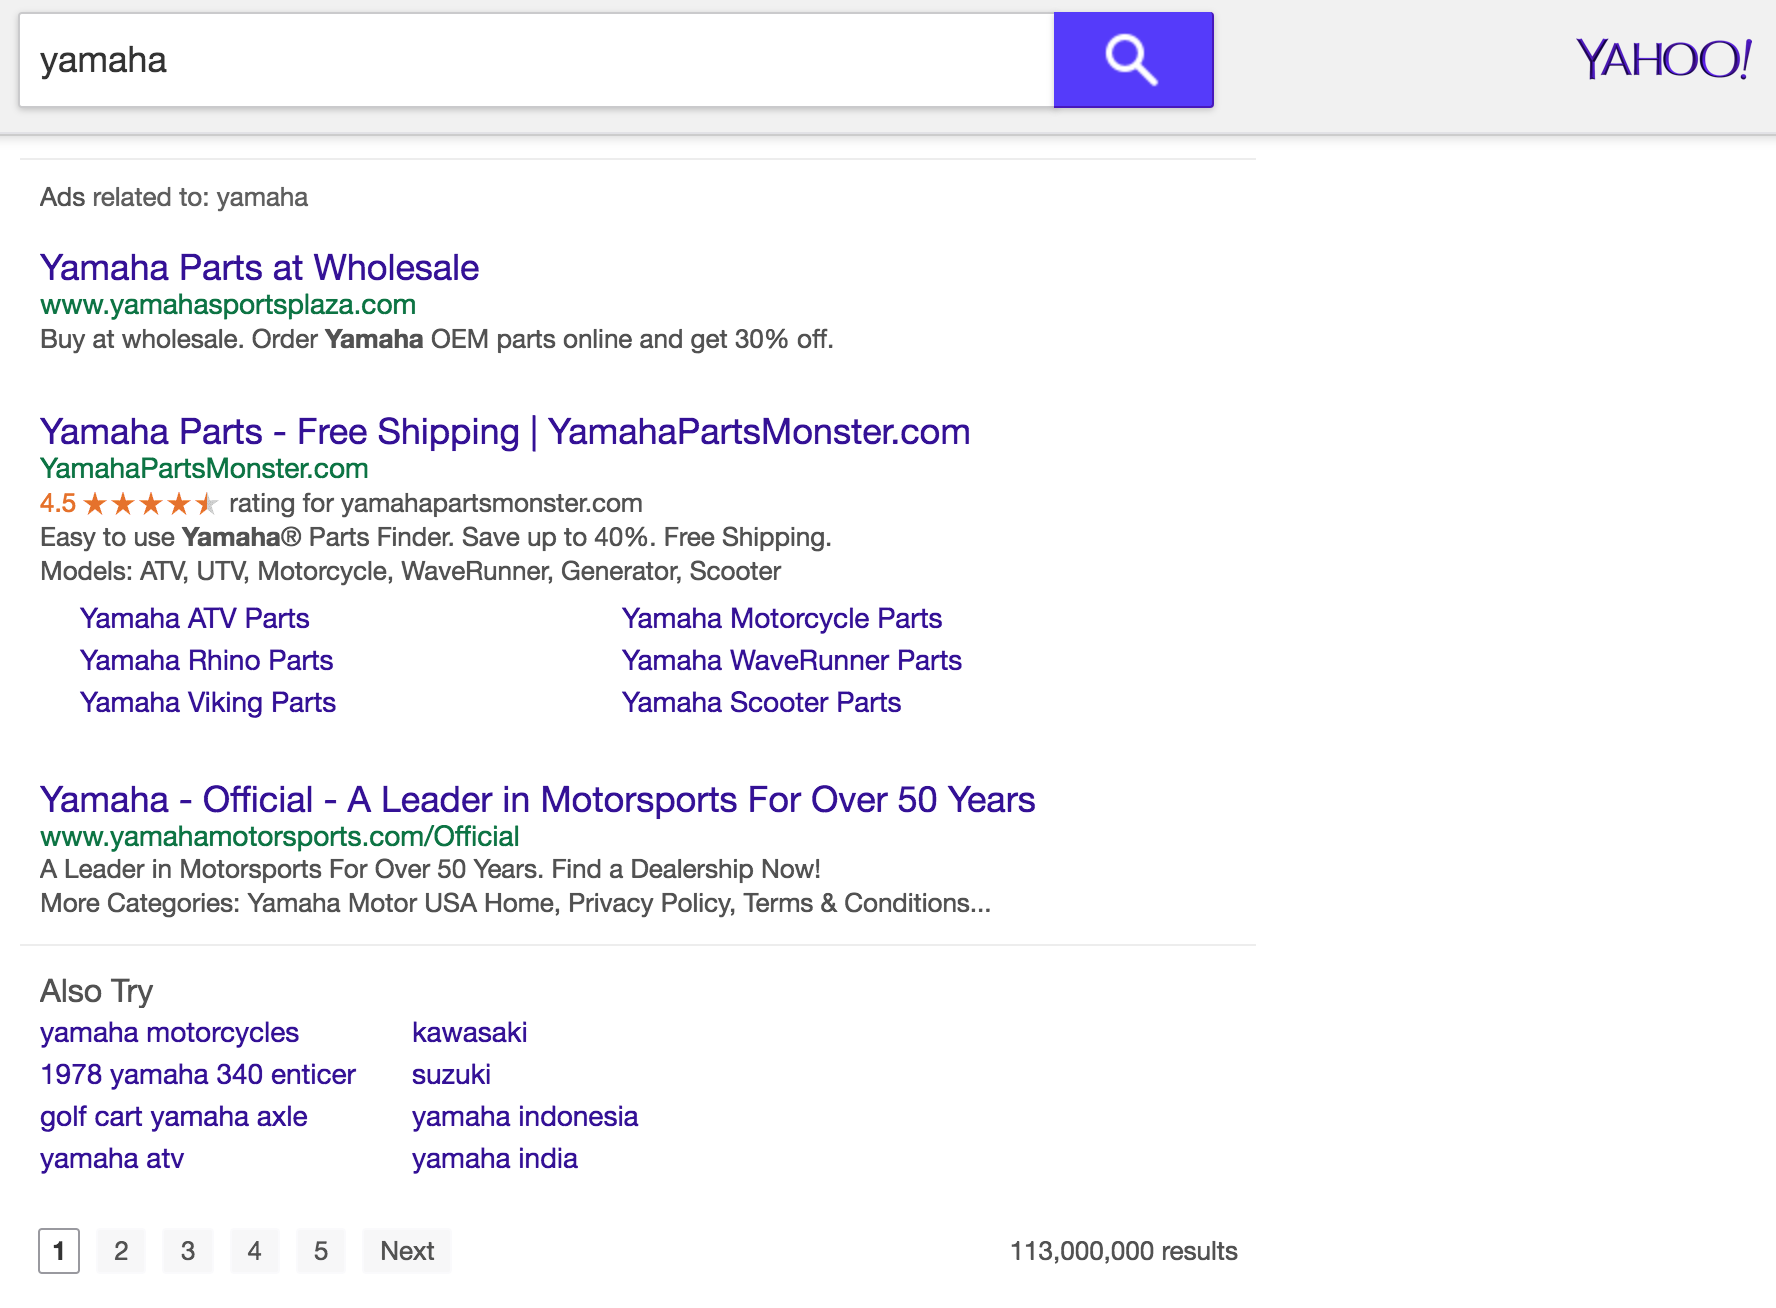 yamaha
YAHOO!
Ads related to: yamaha
Yamaha Parts at Wholesale
www.yamahasportsplaza.com
Buy at wholesale. Order Yamaha OEM parts online and get 30% off.
Yamaha Parts - Free Shipping | YamahaPartsMonster.com
YamahaPartsMonster.com
4.5 rating for yamahapartsmonster.com
Easy to use Yamaha® Parts Finder. Save up to 40%. Free Shipping.
Models: ATV, UTV, Motorcycle, WaveRunner, Generator, Scooter
Yamaha ATV Parts Yamaha Motorcycle Parts
Yamaha Rhino Parts Yamaha WaveRunner Parts
Yamaha Viking Parts Yamaha Scooter Parts
Yamaha - Official - A Leader in Motorsports For Over 50 Years
www.yamahamotorsports.com/Official
A Leader in Motorsports For Over 50 Years. Find a Dealership Now!
More Categories: Yamaha Motor USA Home, Privacy Policy, Terms & Conditions...
Also Try
yamaha motorcycles kawasaki
1978 yamaha 340 enticer suzuki
golf cart yamaha axle yamaha indonesia
yamaha atv yamaha india
1 2 3 4 5 Next 113,000,000 results